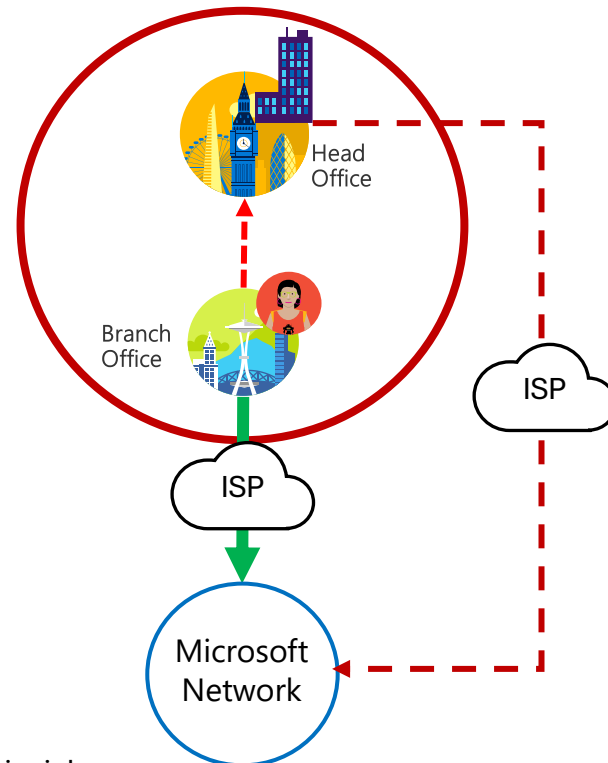 Head
Office
Branch
Office
ISP
ISP
Microsoft
Network